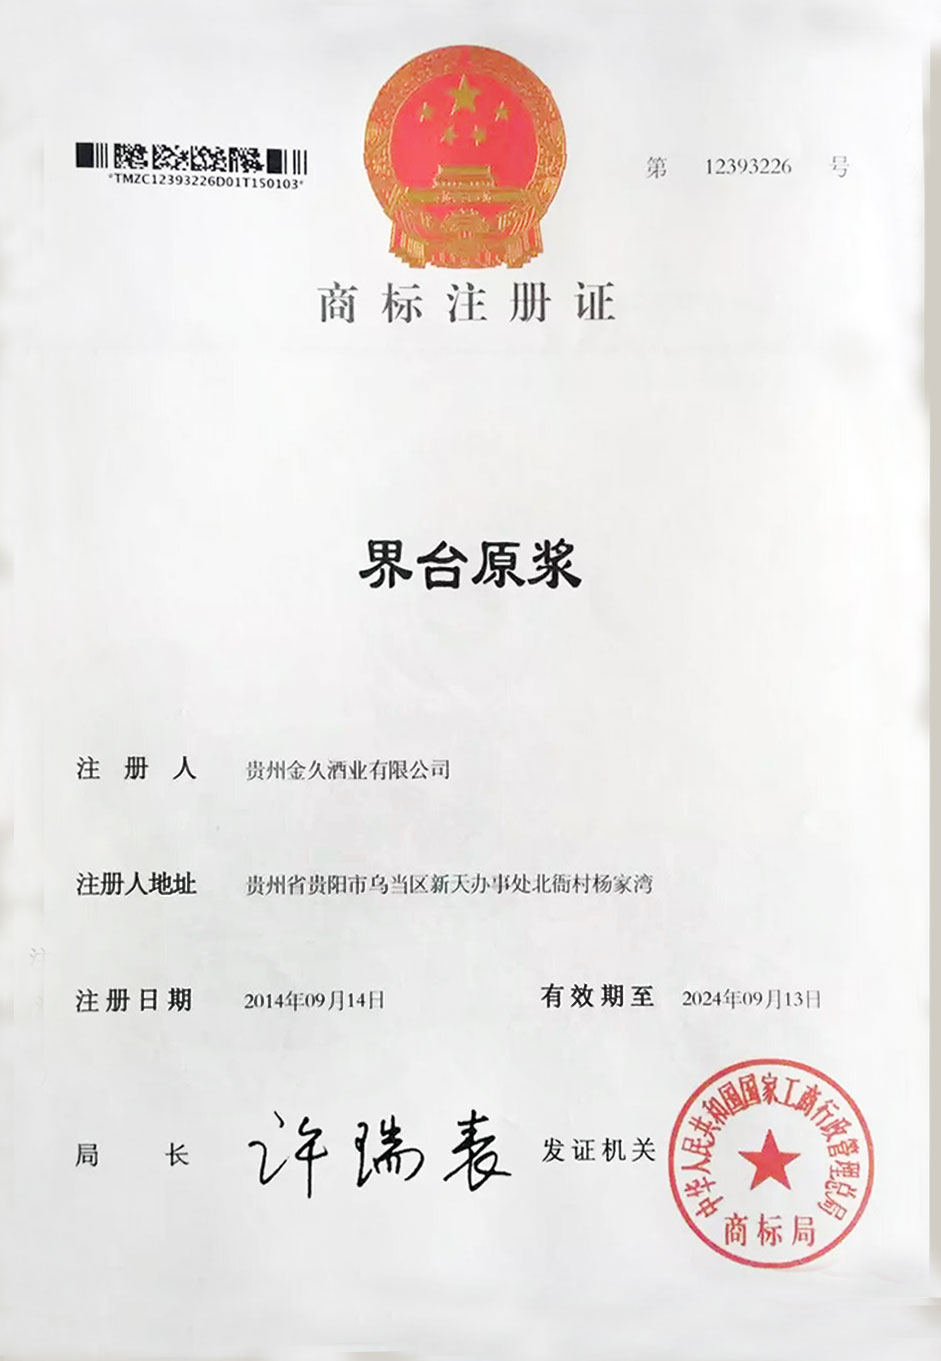 *TMZC12393226D01T150103*
第 12393226 号
商标注册证
界台原浆
注册人 贵州金久酒业有限公司
注册人地址 贵州省贵阳市乌当区新天办事处北衙村杨家湾
注册日期 2014年09月14日 有效期至 2024年09月13日
局长 许瑞表 发证机关
中华人民共和国国家工商行政管理总局
商标局